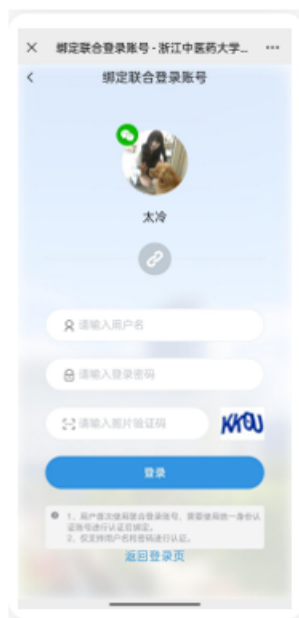 绑定联合登录账号 - 浙江中医药大学...
绑定联合登录账号
太冷
请输入用户名
请输入登录密码
请输入照片验证码
KKOU
登录
1、用户首次使用联合登录账号，需要使用统一身份认
证账号进行认证后绑定。
2、仅支持用户名和密码进行认证。
返回登录页